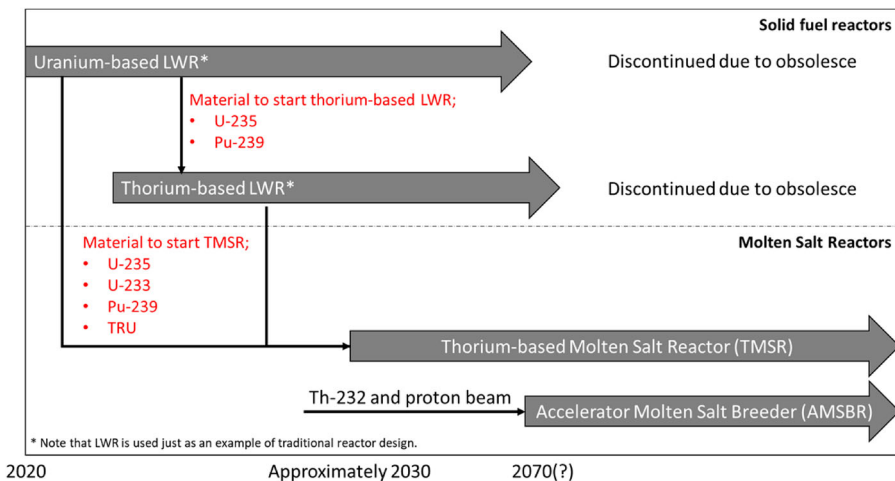 Solid fuel reactors
Uranium-based LWR*
Discontinued due to obsolesce
Material to start thorium-based LWR;
• U-235
• Pu-239
Thorium-based LWR*
Discontinued due to obsolesce
Material to start TMSR;
• U-235
• U-233
• Pu-239
• TRU
Molten Salt Reactors
Thorium-based Molten Salt Reactor (TMSR)
Th-232 and proton beam
Accelerator Molten Salt Breeder (AMSBR)
* Note that LWR is used just as an example of traditional reactor design.
2020
Approximately 2030
2070(?)